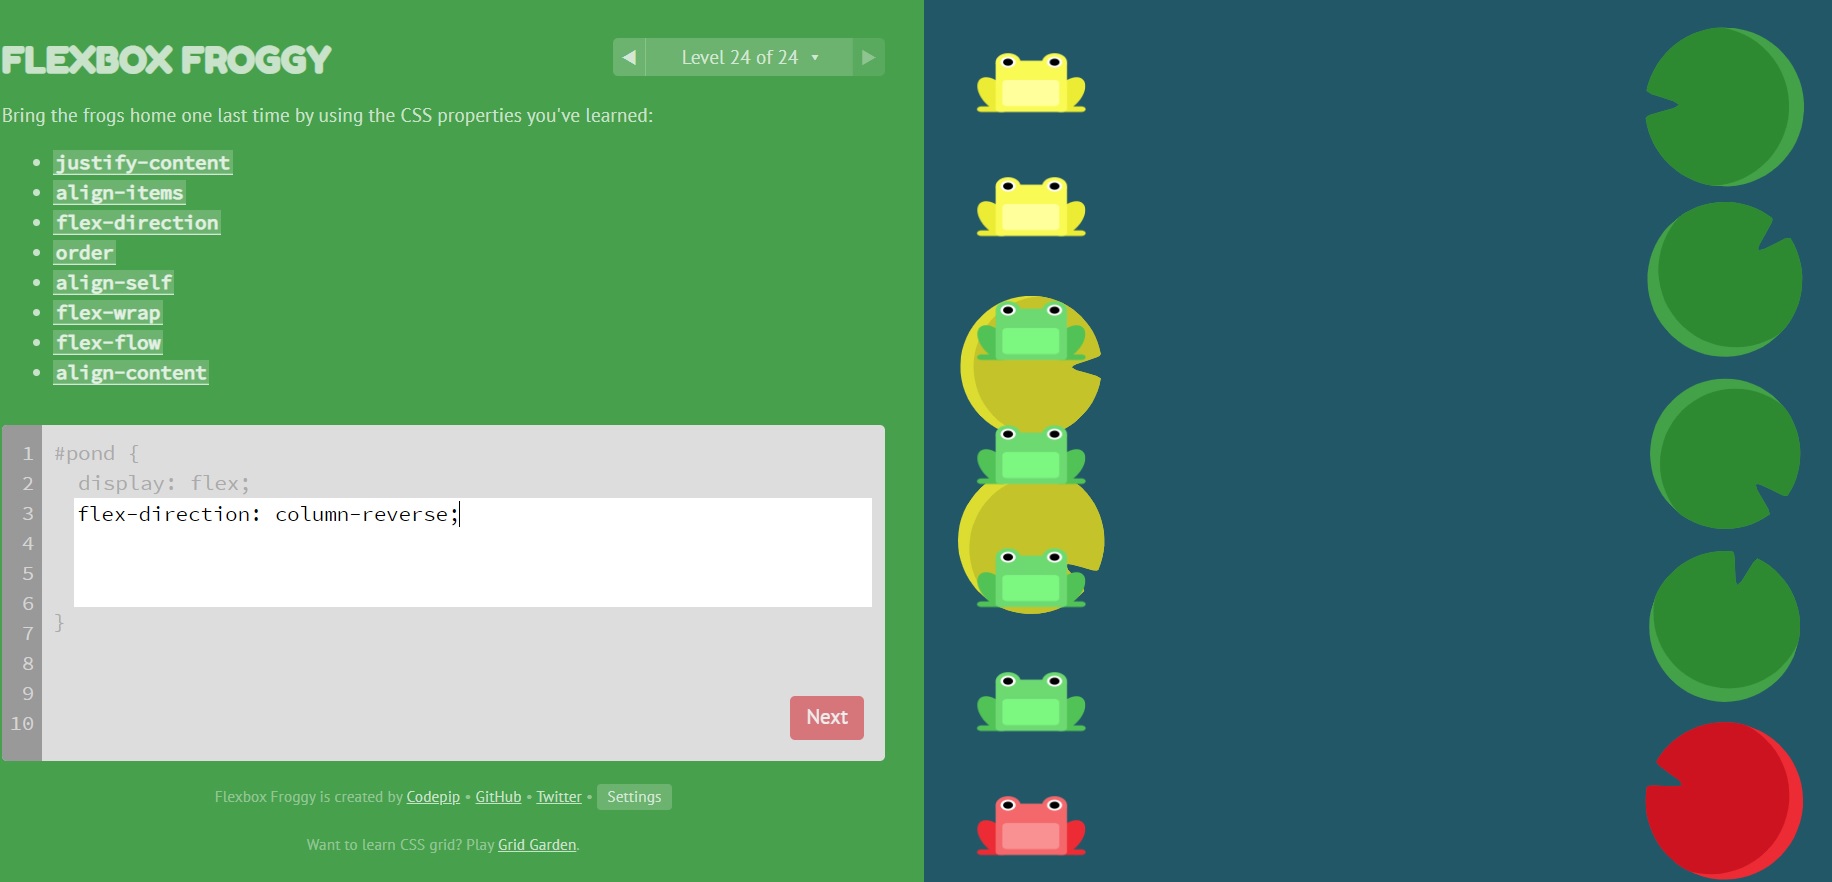 FLEXBOX FROGGY
◀ Level 24 of 24 ▾ ▶
Bring the frogs home one last time by using the CSS properties you've learned:
• justify-content
• align-items
• flex-direction
• order
• align-self
• flex-wrap
• flex-flow
• align-content
1 #pond {
2 display: flex;
3 flex-direction: column-reverse;
4
5
6
7 }
8
9
10
Next
Flexbox Froggy is created by Codepip • GitHub • Twitter • Settings
Want to learn CSS grid? Play Grid Garden.